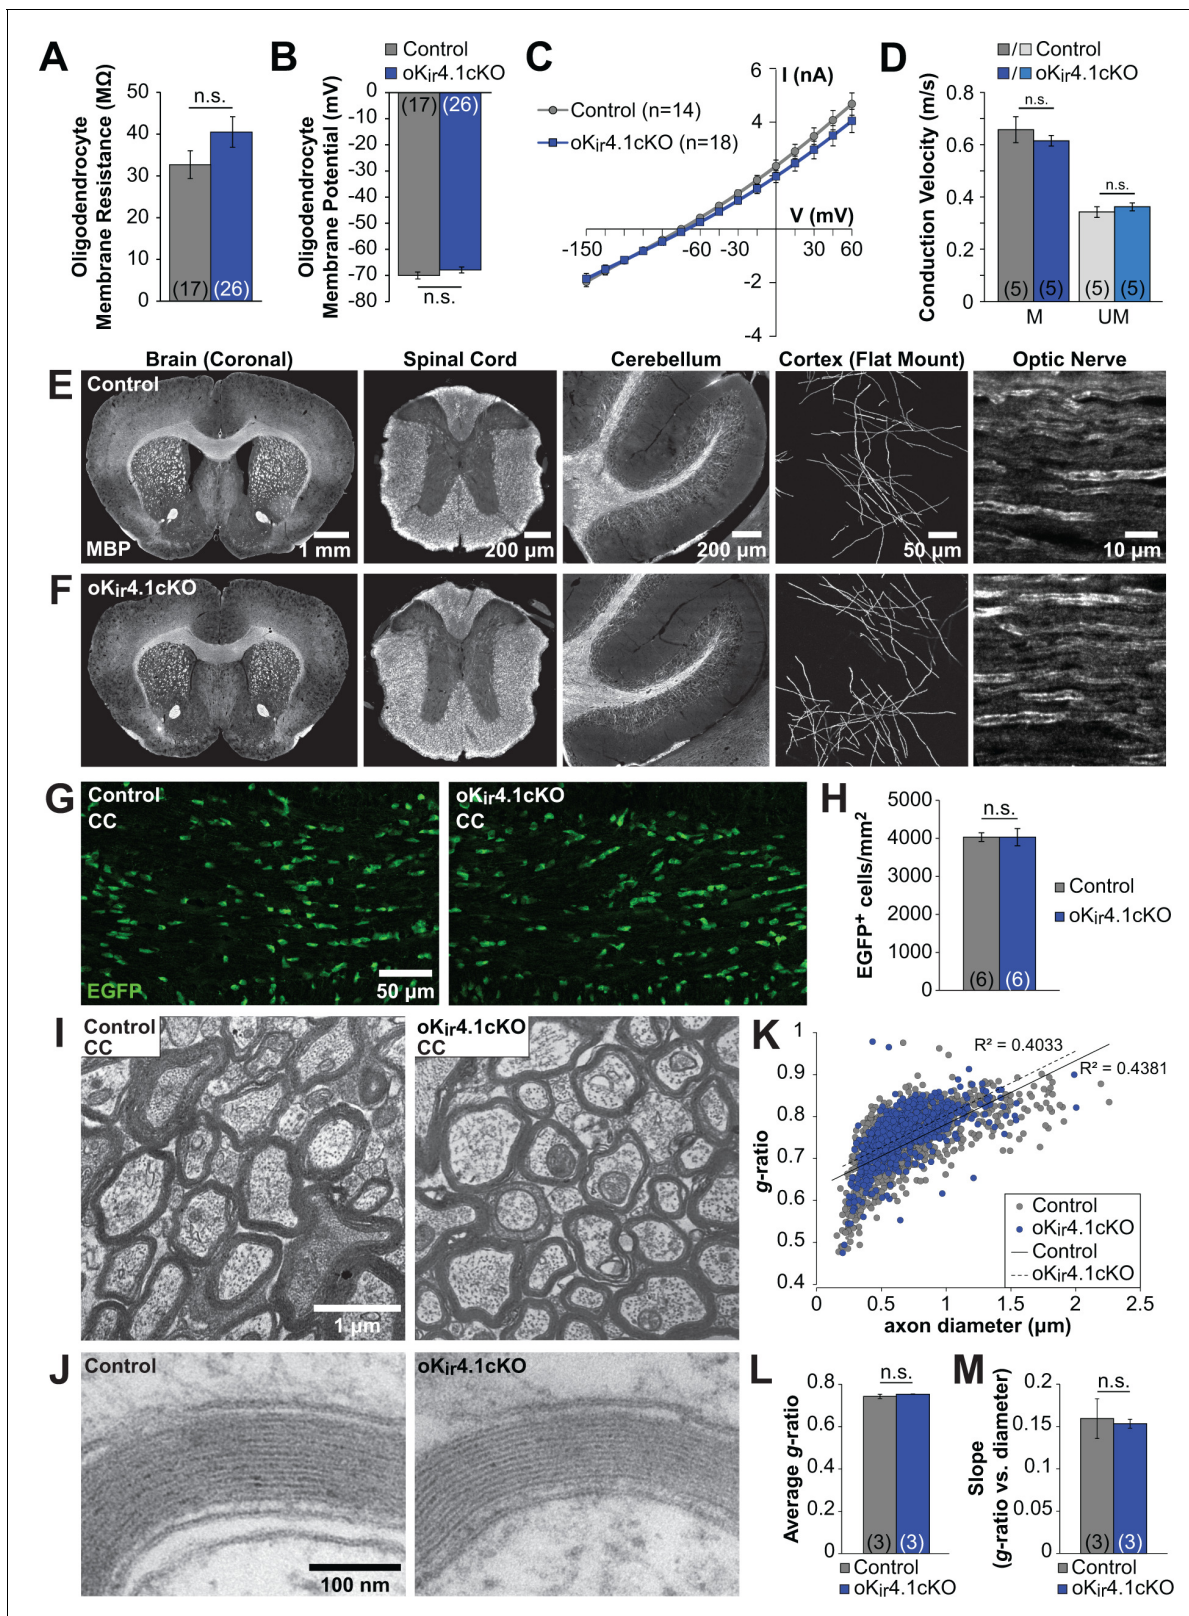 A
Oligodendrocyte
Membrane Resistance (MΩ)
50
40
30
20
10
0
n.s.
(17)
(26)
B
Control
oKir4.1cKO
Oligodendrocyte
Membrane Potential (mV)
0
-10
-20
-30
-40
-50
-60
-70
-80
(17)
(26)
n.s.
C
I (nA)
6
4
-2
-4
Control (n=14)
oKir4.1cKO (n=18)
V (mV)
-150
-60
-30
30
60
D
/ Control
/ oKir4.1cKO
Conduction Velocity (m/s)
0.8
0.6
0.4
0.2
0
n.s.
n.s.
(5)
(5)
(5)
(5)
M
UM
Brain (Coronal)
Spinal Cord
Cerebellum
Cortex (Flat Mount)
Optic Nerve
E
Control
MBP
1 mm
200 µm
200 µm
50 µm
10 µm
F
oKir4.1cKO
G
Control
CC
EGFP
50 µm
oKir4.1cKO
CC
H
EGFP+ cells/mm2
5000
4000
3000
2000
1000
0
n.s.
(6)
(6)
Control
oKir4.1cKO
I
Control
CC
1 µm
oKir4.1cKO
CC
K
g-ratio
1
0.9
0.8
0.7
0.6
0.5
0.4
R² = 0.4033
R² = 0.4381
Control
oKir4.1cKO
Control
oKir4.1cKO
0
0.5
1
1.5
2
2.5
axon diameter (µm)
J
Control
100 nm
oKir4.1cKO
L
Average g-ratio
0.8
0.6
0.4
0.2
0
n.s.
(3)
(3)
Control
oKir4.1cKO
M
Slope
(g-ratio vs. diameter)
0.2
0.15
0.1
0.05
0
n.s.
(3)
(3)
Control
oKir4.1cKO